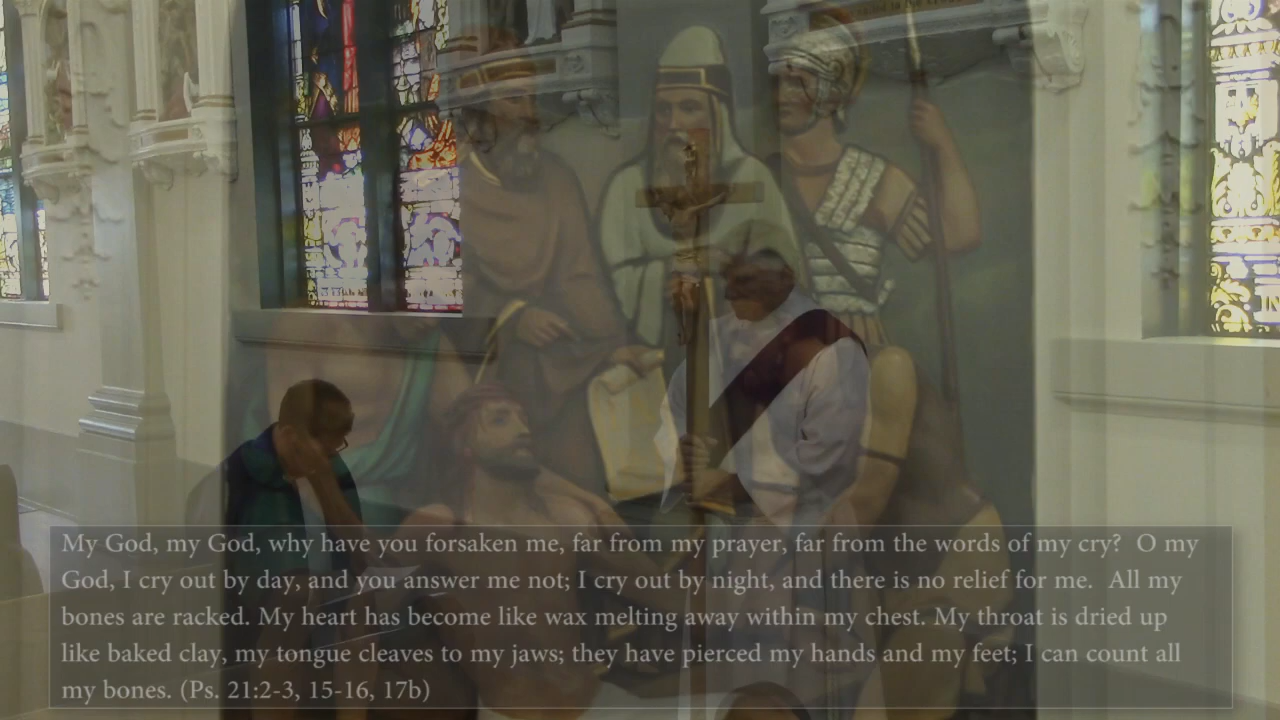 My God, my God, why have you forsaken me, far from my prayer, far from the words of my cry?  O my
God, I cry out by day, and you answer me not; I cry out by night, and there is no relief for me.  All my
bones are racked. My heart has become like wax melting away within my chest. My throat is dried up
like baked clay, my tongue cleaves to my jaws; they have pierced my hands and my feet; I can count all
my bones. (Ps. 21:2-3, 15-16, 17b)